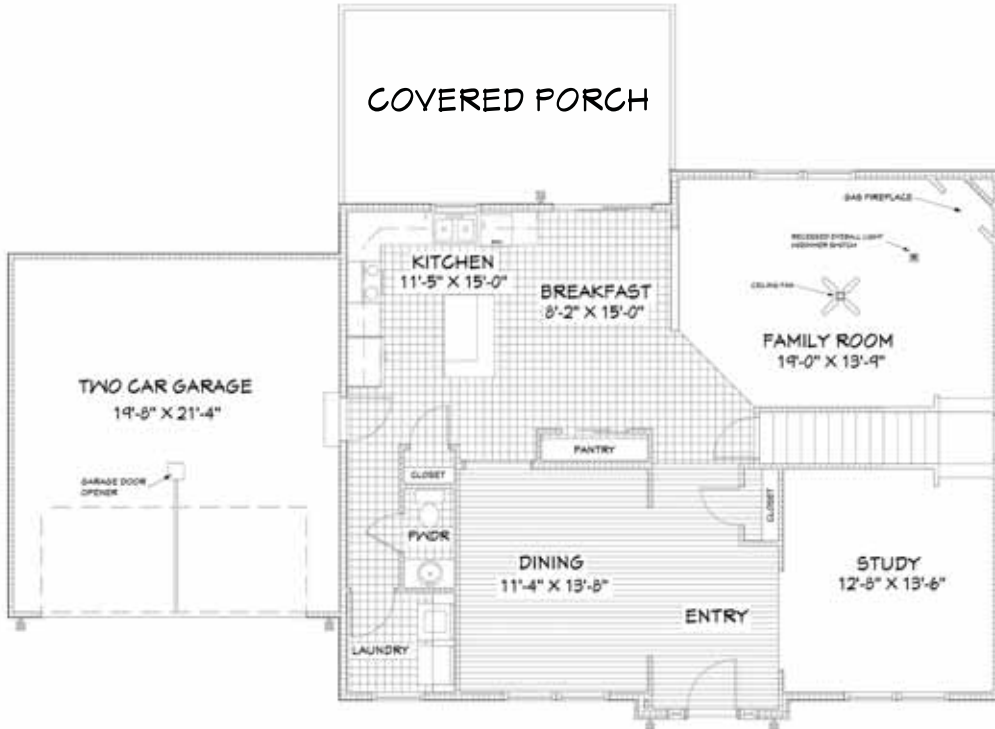 COVERED PORCH
GAS FIREPLACE
RECESSED EYEBALL LIGHT
W/DIMMER SWITCH
KITCHEN
11'-5" X 15'-0"
BREAKFAST
8'-2" X 15'-0"
CEILING FAN
FAMILY ROOM
19'-0" X 13'-9"
TWO CAR GARAGE
19'-8" X 21'-4"
GARAGE DOOR
OPENER
PANTRY
CLOSET
CLOSET
PWDR
DINING
11'-4" X 13'-8"
STUDY
12'-8" X 13'-6"
ENTRY
LAUNDRY